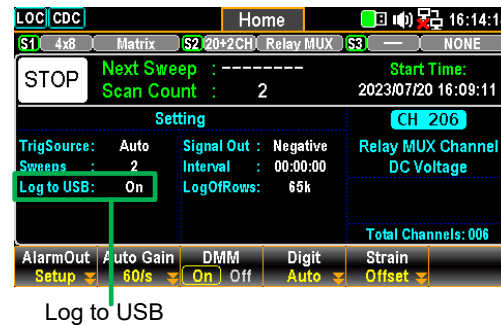 LOC CDC Home 16:14:1
S1 4x8 Matrix S2 20+2CH Relay MUX S3 — NONE
STOP Next Sweep : -------- Start Time:
Scan Count : 2 2023/07/20 16:09:11
Setting CH 206
TrigSource: Auto Signal Out : Negative Relay MUX Channel
Sweeps : 2 Interval : 00:00:00 DC Voltage
Log to USB: On LogOfRows: 65k
Total Channels: 006
AlarmOut Auto Gain DMM Digit Strain
Setup 60/s On Off Auto Offset
Log to USB